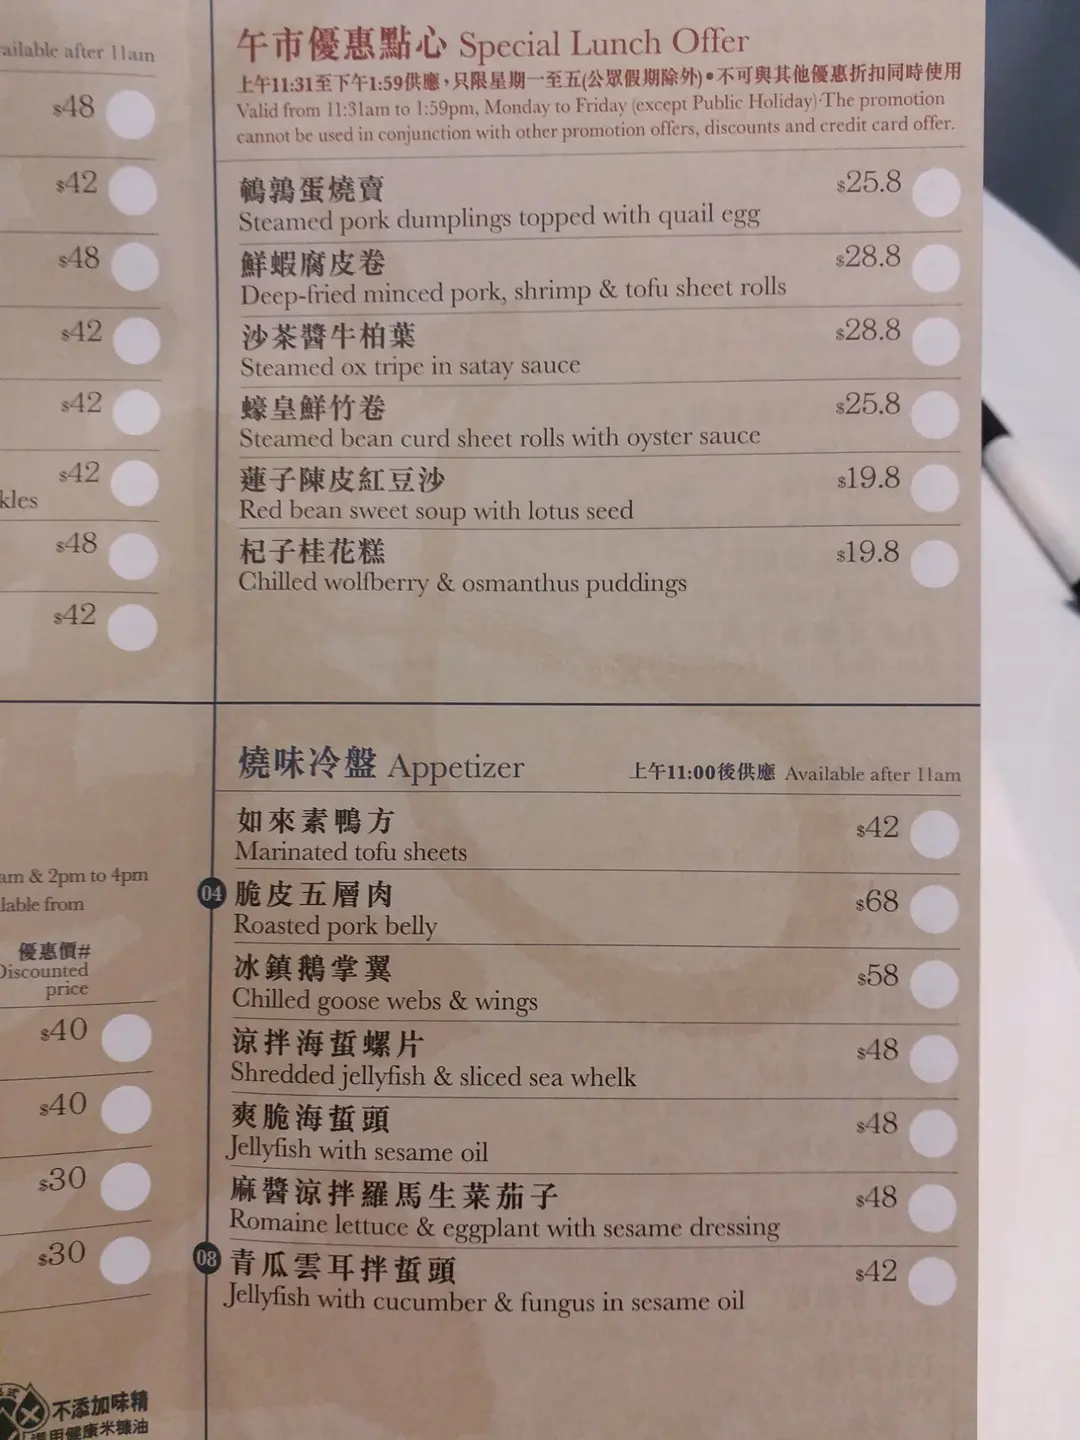 ailable after 11am
$48
$42
$48
$42
$42
$42
kles
$48
$42
午市優惠點心 Special Lunch Offer
上午11:31至下午1:59供應，只限星期一至五(公眾假期除外)•不可與其他優惠折扣同時使用
Valid from 11:31am to 1:59pm, Monday to Friday (except Public Holiday)·The promotion
cannot be used in conjunction with other promotion offers, discounts and credit card offer.
鵪鶉蛋燒賣 $25.8
Steamed pork dumplings topped with quail egg
鮮蝦腐皮卷 $28.8
Deep-fried minced pork, shrimp & tofu sheet rolls
沙茶醬牛柏葉 $28.8
Steamed ox tripe in satay sauce
蠔皇鮮竹卷 $25.8
Steamed bean curd sheet rolls with oyster sauce
蓮子陳皮紅豆沙 $19.8
Red bean sweet soup with lotus seed
杞子桂花糕 $19.8
Chilled wolfberry & osmanthus puddings
am & 2pm to 4pm
lable from
優惠價#
Discounted
price
$40
$40
$30
$30
不添加味精
選用健康米糠油
燒味冷盤 Appetizer 上午11:00後供應 Available after 11am
如來素鴨方 $42
Marinated tofu sheets
04 脆皮五層肉 $68
Roasted pork belly
冰鎮鵝掌翼 $58
Chilled goose webs & wings
涼拌海蜇螺片 $48
Shredded jellyfish & sliced sea whelk
爽脆海蜇頭 $48
Jellyfish with sesame oil
麻醬涼拌羅馬生菜茄子 $48
Romaine lettuce & eggplant with sesame dressing
08 青瓜雲耳拌蜇頭 $42
Jellyfish with cucumber & fungus in sesame oil